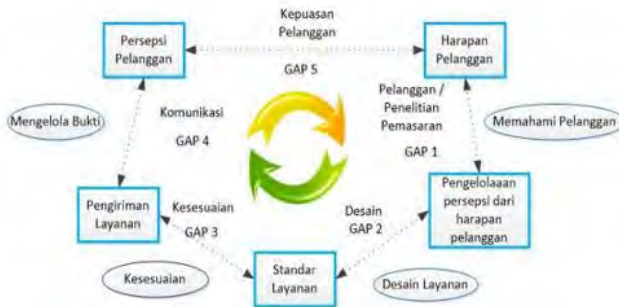 Kepuasan
Pelanggan
Persepsi
Pelanggan
Harapan
Pelanggan
GAP 5
Pelanggan /
Penelitian
Pemasaran
GAP 1
Komunikasi
GAP 4
Mengelola Bukti
Memahami Pelanggan
Pengiriman
Layanan
Kesesuaian
GAP 3
Desain
GAP 2
Pengelolaaan
persepsi dari
harapan
pelanggan
Kesesuaian
Standar
Layanan
Desain Layanan